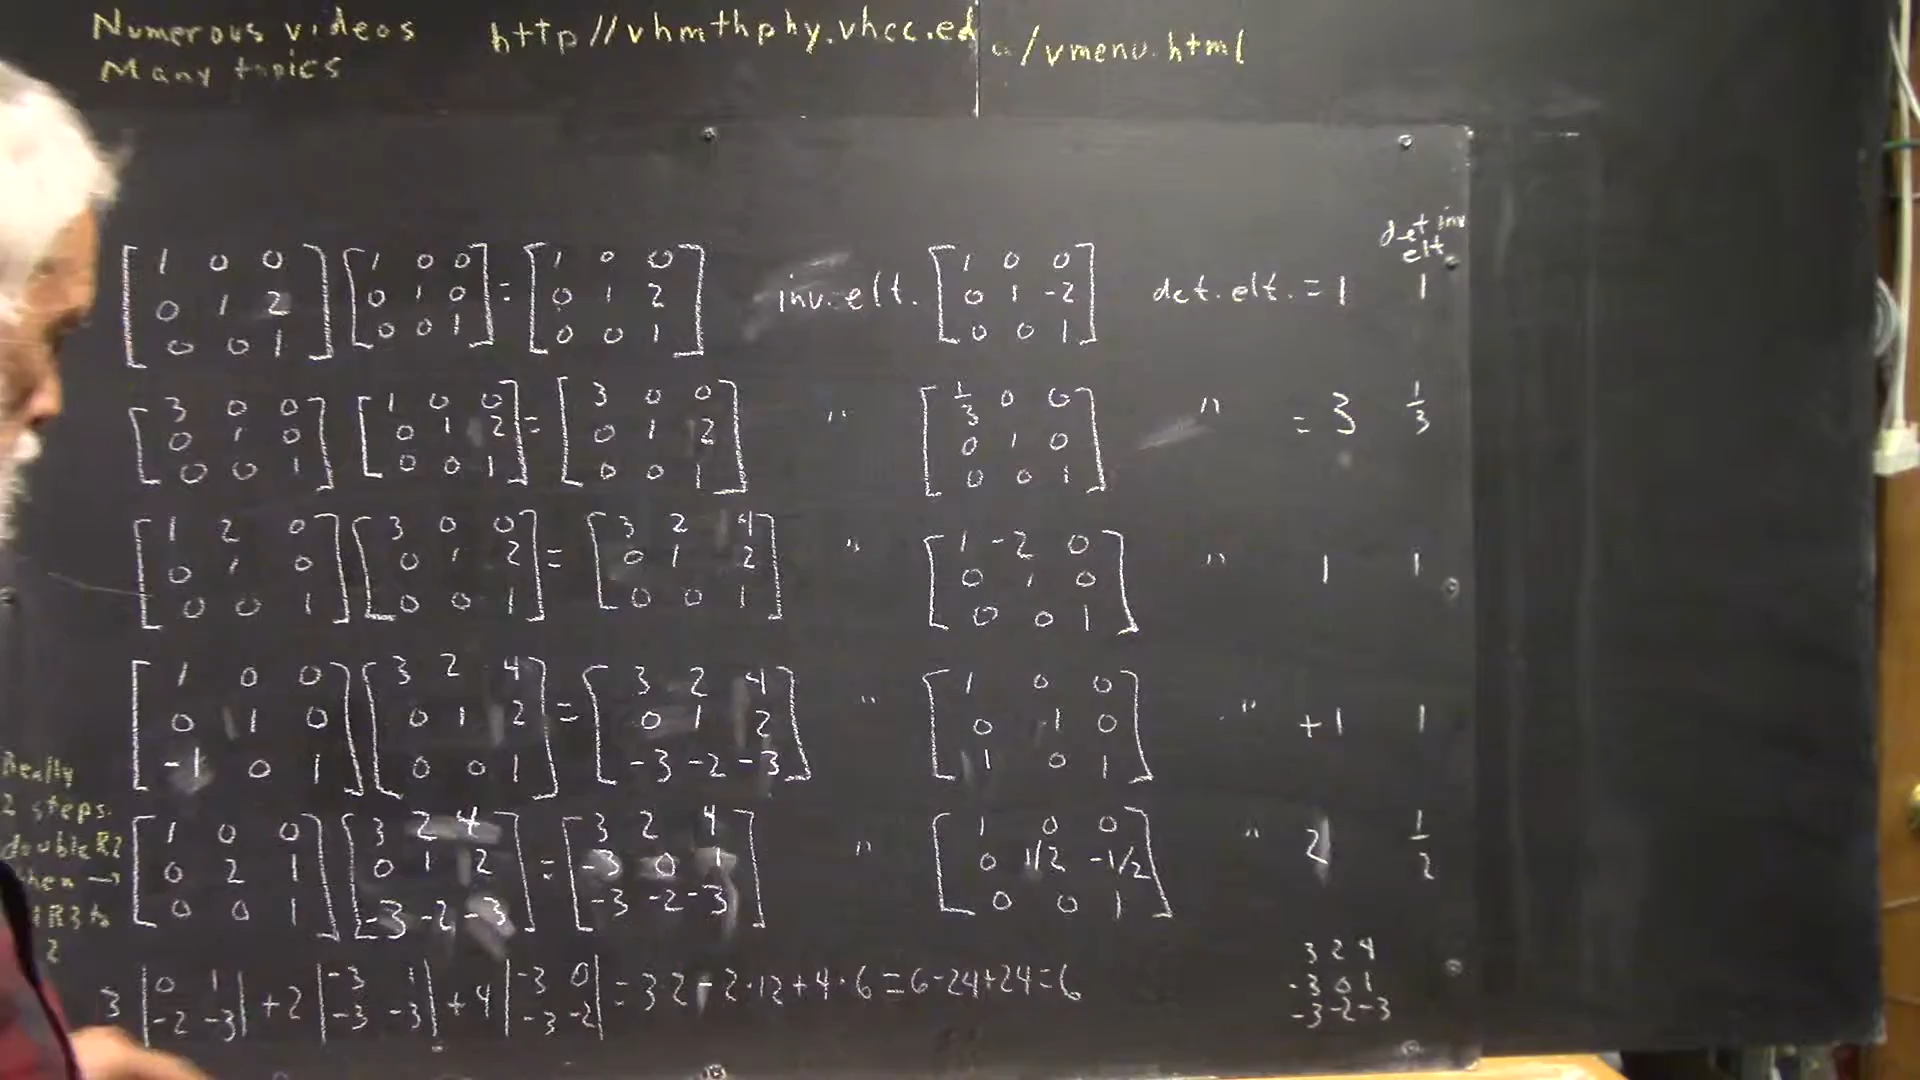 Numerous videos http//vhmthphy.vhcc.edu/vmenu.html
Many topics
det inv
elt.
[1 0 0; 0 1 2; 0 0 1] [1 0 0; 0 1 0; 0 0 1] = [1 0 0; 0 1 2; 0 0 1] inv. elt. [1 0 0; 0 1 -2; 0 0 1] det. elt. = 1 1
[3 0 0; 0 1 0; 0 0 1] [1 0 0; 0 1 2; 0 0 1] = [3 0 0; 0 1 2; 0 0 1] " [1/3 0 0; 0 1 0; 0 0 1] " = 3 1/3
[1 2 0; 0 1 0; 0 0 1] [3 0 0; 0 1 2; 0 0 1] = [3 2 4; 0 1 2; 0 0 1] " [1 -2 0; 0 1 0; 0 0 1] " 1 1
[1 0 0; 0 1 0; -1 0 1] [3 2 4; 0 1 2; 0 0 1] = [3 2 4; 0 1 2; -3 -2 -3] " [1 0 0; 0 1 0; 1 0 1] " +1 1
Really
2 steps.
double R2
then →
R3 to
2
[1 0 0; 0 2 1; 0 0 1] [3 2 4; 0 1 2; -3 -2 -3] = [3 2 4; -3 0 1; -3 -2 -3] " [1 0 0; 0 1/2 -1/2; 0 0 1] " 2 1/2
3 |0 1; -2 -3| + 2 |-3 1; -3 -3| + 4 |-3 0; -3 -2| = 3·2 - 2·12 + 4·6 = 6-24+24 = 6
3 2 4
-3 0 1
-3 -2 -3